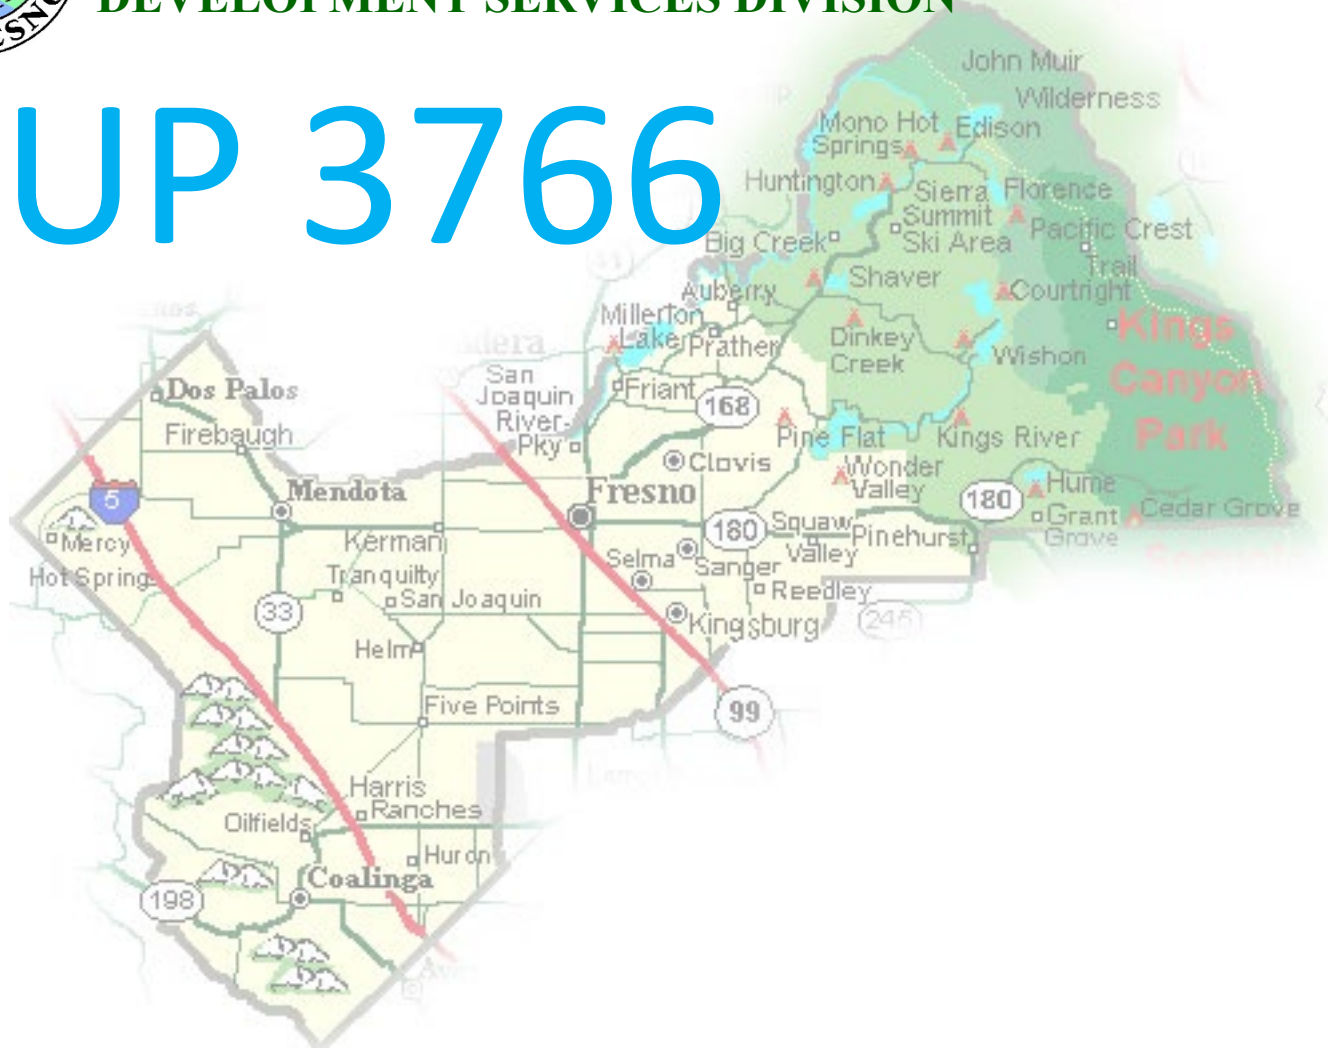 DEVELOPMENT SERVICES DIVISION
UP 3766
John Muir
Wilderness
Mono Hot
Springs
Edison
Huntington
Sierra
Summit
Ski Area
Florence
Pacific Crest
Trail
Big Creek
Shaver
Courtright
Auberry
Millerton
Lake
Prather
Dinkey
Creek
Wishon
Kings
Canyon
Park
San
Joaquin
River
Pky
Friant
168
Dos Palos
Firebaugh
Pine Flat
Kings River
Clovis
Wonder
Valley
5
Mendota
Fresno
180
Hume
Grant
Grove
Cedar Grove
Mercy
Hot Springs
Kerman
180
Squaw
Valley
Pinehurst
Selma
Sanger
Tranquilty
San Joaquin
Reedley
33
Kingsburg
245
Helm
Five Points
99
Harris
Ranches
Oilfields
Huron
Coalinga
198